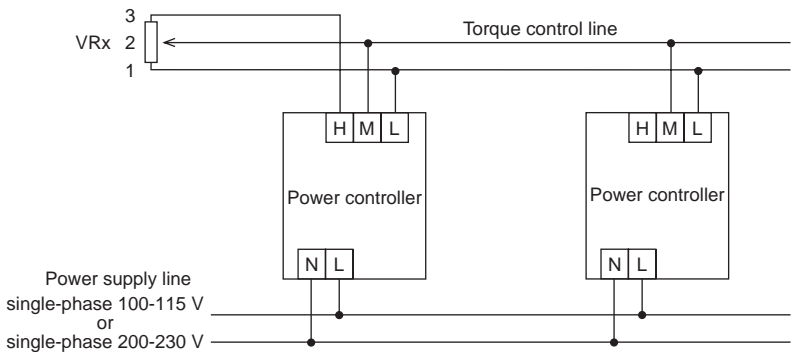 3
VRx 2
Torque control line
1
H M L
H M L
Power controller
Power controller
N L
N L
Power supply line
single-phase 100-115 V
or
single-phase 200-230 V